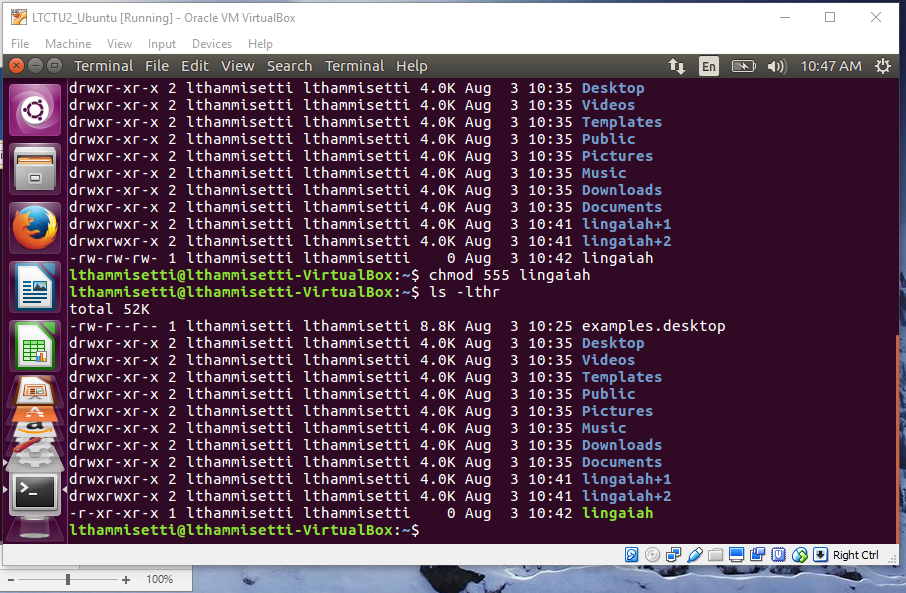 LTCTU2_Ubuntu [Running] - Oracle VM VirtualBox
File Machine View Input Devices Help
Terminal File Edit View Search Terminal Help En 10:47 AM
drwxr-xr-x 2 lthammisetti lthammisetti 4.0K Aug  3 10:35 Desktop
drwxr-xr-x 2 lthammisetti lthammisetti 4.0K Aug  3 10:35 Videos
drwxr-xr-x 2 lthammisetti lthammisetti 4.0K Aug  3 10:35 Templates
drwxr-xr-x 2 lthammisetti lthammisetti 4.0K Aug  3 10:35 Public
drwxr-xr-x 2 lthammisetti lthammisetti 4.0K Aug  3 10:35 Pictures
drwxr-xr-x 2 lthammisetti lthammisetti 4.0K Aug  3 10:35 Music
drwxr-xr-x 2 lthammisetti lthammisetti 4.0K Aug  3 10:35 Downloads
drwxr-xr-x 2 lthammisetti lthammisetti 4.0K Aug  3 10:35 Documents
drwxrwxr-x 2 lthammisetti lthammisetti 4.0K Aug  3 10:41 lingaiah+1
drwxrwxr-x 2 lthammisetti lthammisetti 4.0K Aug  3 10:41 lingaiah+2
-rw-rw-rw- 1 lthammisetti lthammisetti    0 Aug  3 10:42 lingaiah
lthammisetti@lthammisetti-VirtualBox:~$ chmod 555 lingaiah
lthammisetti@lthammisetti-VirtualBox:~$ ls -lthr
total 52K
-rw-r--r-- 1 lthammisetti lthammisetti 8.8K Aug  3 10:25 examples.desktop
drwxr-xr-x 2 lthammisetti lthammisetti 4.0K Aug  3 10:35 Desktop
drwxr-xr-x 2 lthammisetti lthammisetti 4.0K Aug  3 10:35 Videos
drwxr-xr-x 2 lthammisetti lthammisetti 4.0K Aug  3 10:35 Templates
drwxr-xr-x 2 lthammisetti lthammisetti 4.0K Aug  3 10:35 Public
drwxr-xr-x 2 lthammisetti lthammisetti 4.0K Aug  3 10:35 Pictures
drwxr-xr-x 2 lthammisetti lthammisetti 4.0K Aug  3 10:35 Music
drwxr-xr-x 2 lthammisetti lthammisetti 4.0K Aug  3 10:35 Downloads
drwxr-xr-x 2 lthammisetti lthammisetti 4.0K Aug  3 10:35 Documents
drwxrwxr-x 2 lthammisetti lthammisetti 4.0K Aug  3 10:41 lingaiah+1
drwxrwxr-x 2 lthammisetti lthammisetti 4.0K Aug  3 10:41 lingaiah+2
-r-xr-xr-x 1 lthammisetti lthammisetti    0 Aug  3 10:42 lingaiah
lthammisetti@lthammisetti-VirtualBox:~$
Right Ctrl
100%